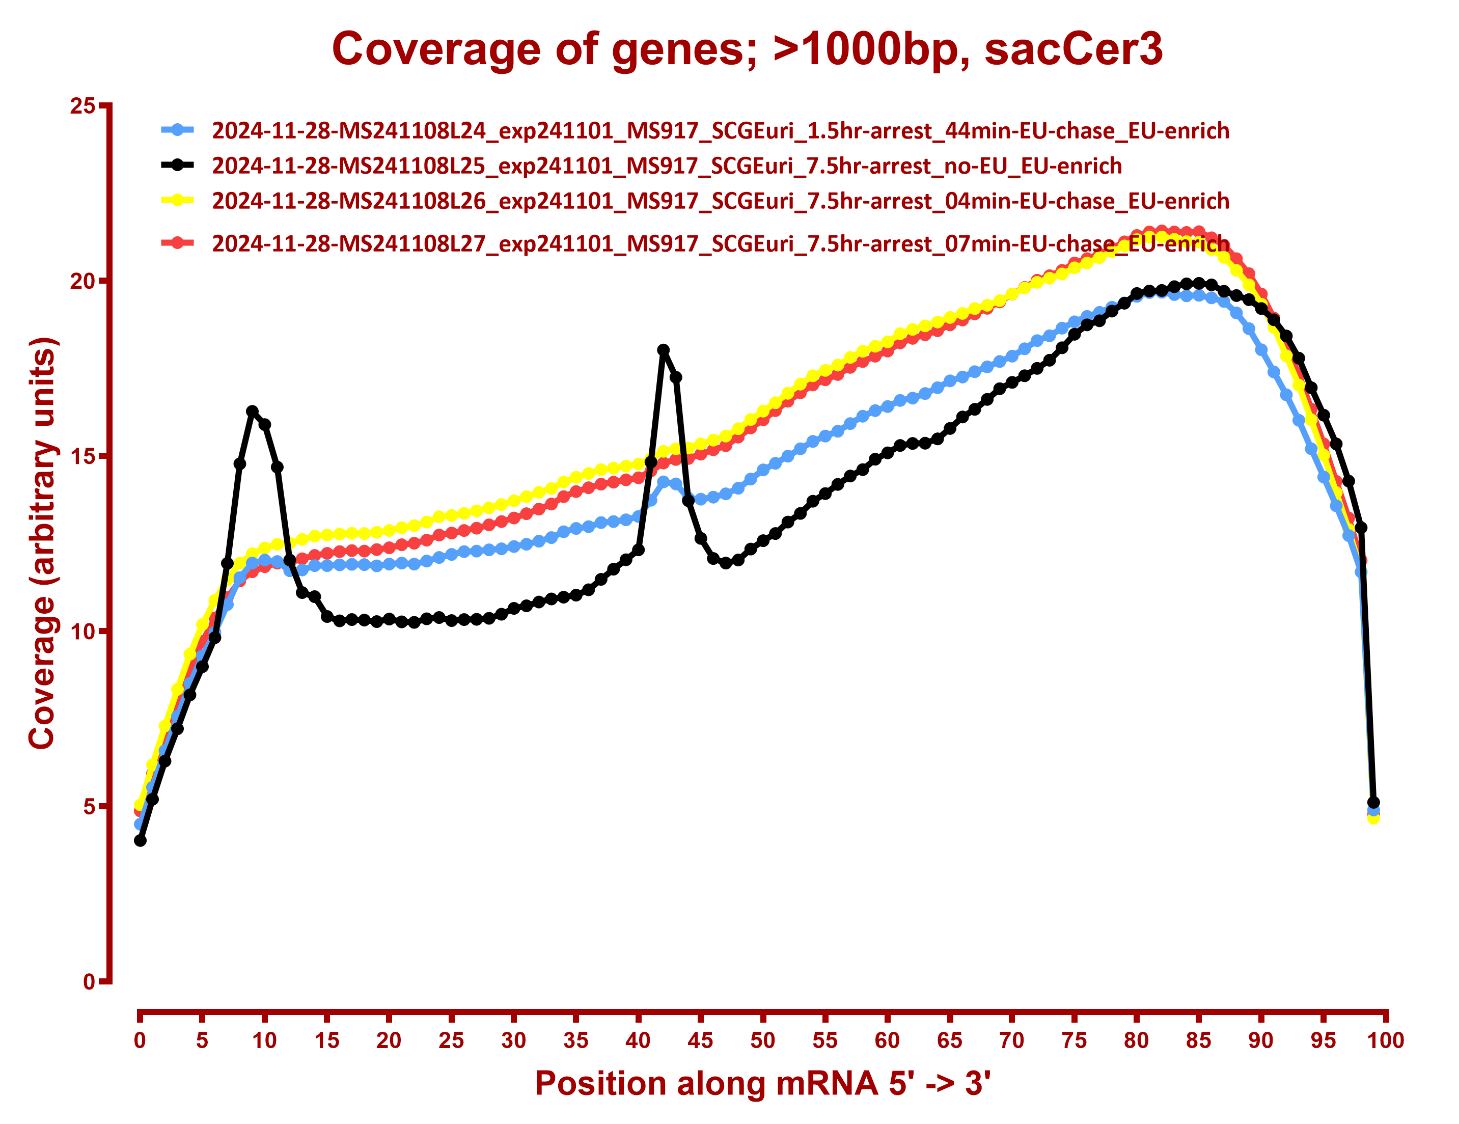 Coverage of genes; >1000bp, sacCer3
2024-11-28-MS241108L24_exp241101_MS917_SCGEuri_1.5hr-arrest_44min-EU-chase_EU-enrich
2024-11-28-MS241108L25_exp241101_MS917_SCGEuri_7.5hr-arrest_no-EU_EU-enrich
2024-11-28-MS241108L26_exp241101_MS917_SCGEuri_7.5hr-arrest_04min-EU-chase_EU-enrich
2024-11-28-MS241108L27_exp241101_MS917_SCGEuri_7.5hr-arrest_07min-EU-chase_EU-enrich
Coverage (arbitrary units)
25
20
15
10
5
0
0 5 10 15 20 25 30 35 40 45 50 55 60 65 70 75 80 85 90 95 100
Position along mRNA 5' -> 3'